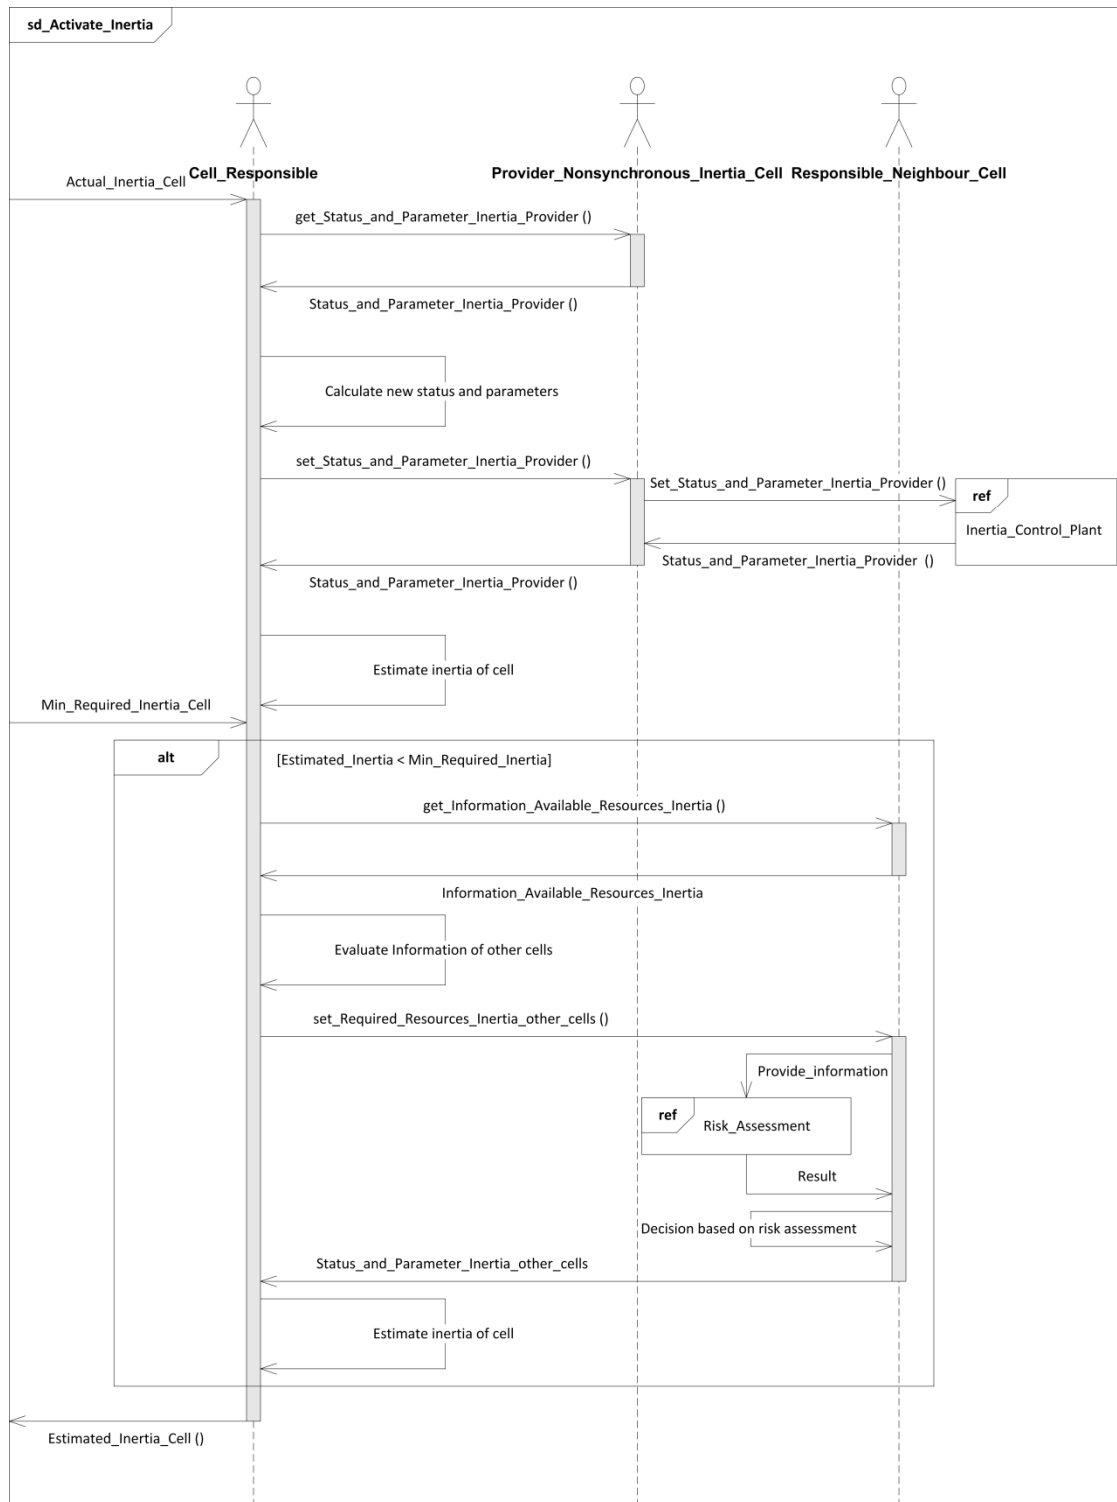 sd_Activate_Inertia
Cell_Responsible
Provider_Nonsynchronous_Inertia_Cell
Responsible_Neighbour_Cell
Actual_Inertia_Cell
get_Status_and_Parameter_Inertia_Provider ()
Status_and_Parameter_Inertia_Provider ()
Calculate new status and parameters
set_Status_and_Parameter_Inertia_Provider ()
Set_Status_and_Parameter_Inertia_Provider ()
ref
Inertia_Control_Plant
Status_and_Parameter_Inertia_Provider ()
Status_and_Parameter_Inertia_Provider ()
Estimate inertia of cell
Min_Required_Inertia_Cell
alt
[Estimated_Inertia < Min_Required_Inertia]
get_Information_Available_Resources_Inertia ()
Information_Available_Resources_Inertia
Evaluate Information of other cells
set_Required_Resources_Inertia_other_cells ()
Provide_information
ref
Risk_Assessment
Result
Decision based on risk assessment
Status_and_Parameter_Inertia_other_cells
Estimate inertia of cell
Estimated_Inertia_Cell ()